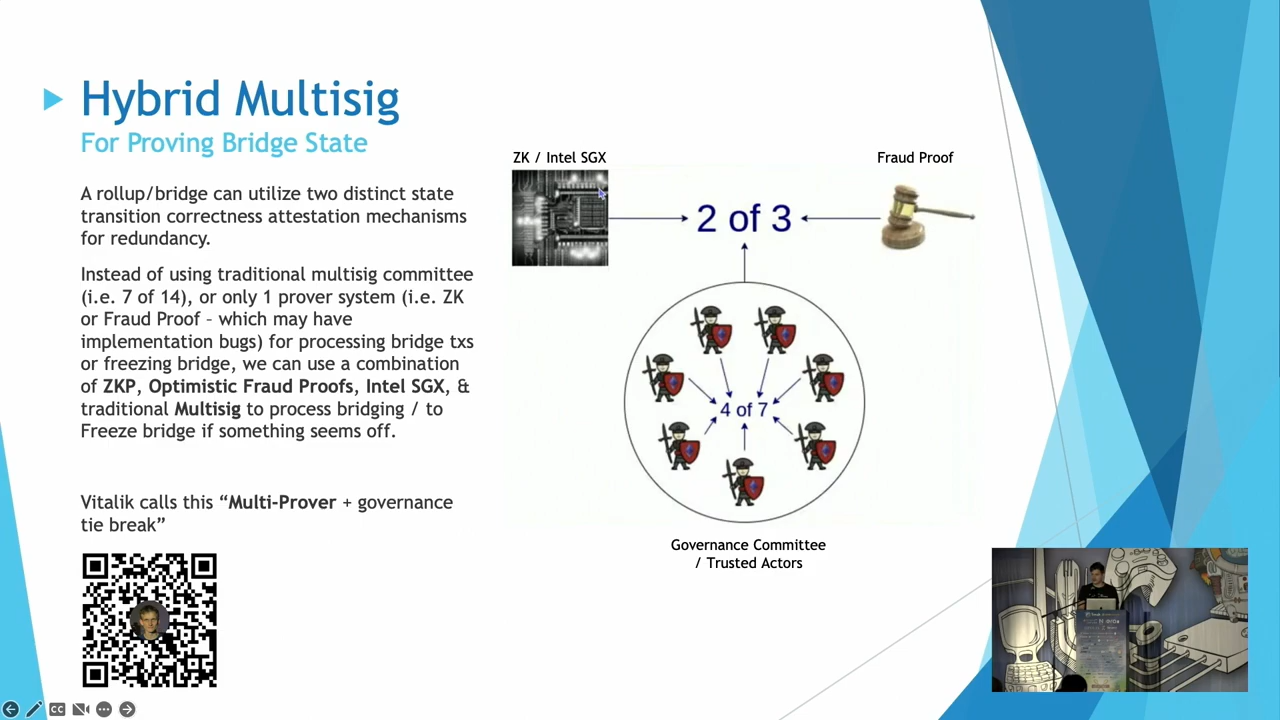 Hybrid Multisig
For Proving Bridge State
A rollup/bridge can utilize two distinct state
transition correctness attestation mechanisms
for redundancy.
Instead of using traditional multisig committee
(i.e. 7 of 14), or only 1 prover system (i.e. ZK
or Fraud Proof – which may have
implementation bugs) for processing bridge txs
or freezing bridge, we can use a combination
of ZKP, Optimistic Fraud Proofs, Intel SGX, &
traditional Multisig to process bridging / to
Freeze bridge if something seems off.
Vitalik calls this “Multi-Prover + governance
tie break”
ZK / Intel SGX
Fraud Proof
2 of 3
4 of 7
Governance Committee
/ Trusted Actors
CC